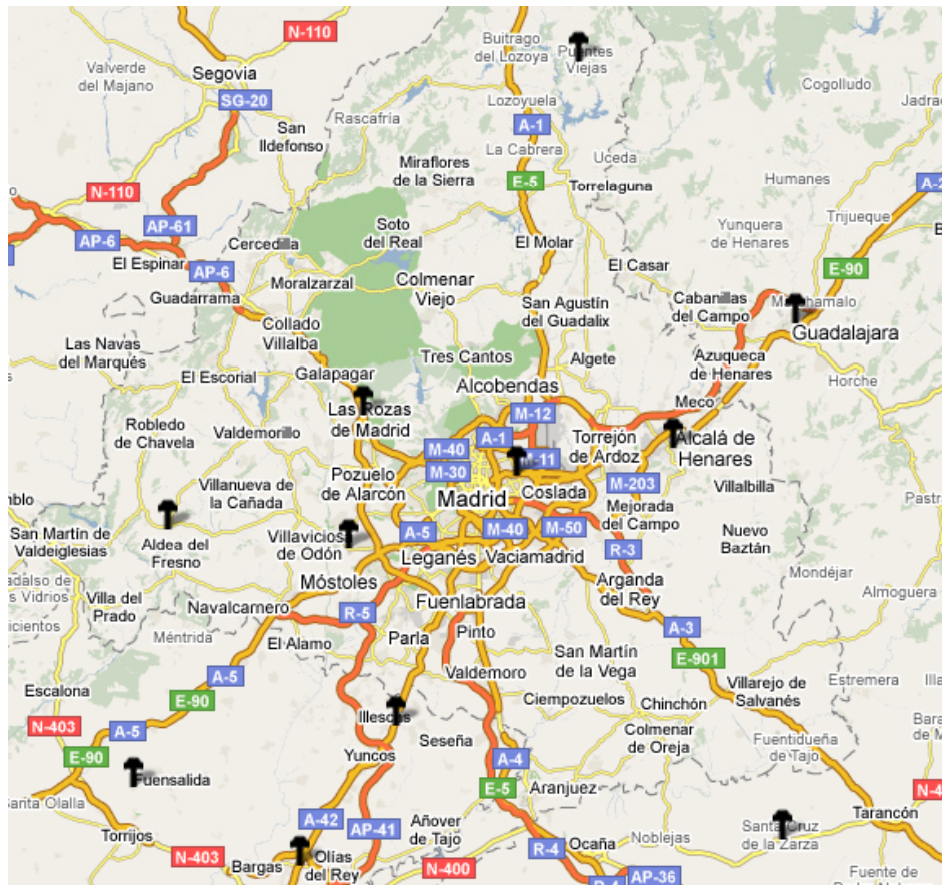 N-110
Buitrago
del Lozoya
Puentes
Viejas
Valverde
del Majano
Segovia
Cogolludo
SG-20
Lozoyuela
Rascafría
A-1
San
Ildefonso
La Cabrera
Uceda
Miraflores
de la Sierra
N-110
E-5
Torrelaguna
Humanes
Yunquera
de Henares
Trijueque
AP-61
Soto
del Real
AP-6
Cercedilla
El Molar
El Espinar
AP-6
Moralzarzal
El Casar
E-90
Colmenar
Viejo
Guadarrama
Cabanillas
del Campo
San Agustín
del Guadalix
Collado
Villalba
Guadalajara
Las Navas
del Marqués
Tres Cantos
Algete
Azuqueca
de Henares
Galapagar
El Escorial
Alcobendas
Horche
Meco
Las Rozas
de Madrid
M-12
Robledo
de Chavela
Valdemorillo
A-1
Torrejón
de Ardoz
Alcalá de
Henares
M-40
M-11
M-30
Pozuelo
de Alarcón
Villanueva de
la Cañada
M-203
Villalbilla
Madrid
Coslada
Mejorada
del Campo
San Martín de
Valdeiglesias
Aldea del
Fresno
Villavicios
de Odón
A-5
M-40
M-50
Nuevo
Baztán
Leganés
Vaciamadrid
R-3
Mondéjar
Móstoles
Arganda
del Rey
Villa del
Prado
Navalcarnero
Fuenlabrada
Almoguera
R-5
Méntrida
El Alamo
Parla
Pinto
A-3
San Martín
de la Vega
E-901
A-5
Valdemoro
Estremera
Escalona
E-90
Villarejo de
Salvanés
Ciempozuelos
Chinchón
N-403
A-5
Illescas
Seseña
Colmenar
de Oreja
Fuentidueña
de Tajo
E-90
Yuncos
A-4
Fuensalida
E-5
Aranjuez
Santa Olalla
A-42
AP-41
Añover
de Tajo
Santa Cruz
de la Zarza
Tarancón
Torrijos
Noblejas
N-403
Bargas
Olías
del Rey
N-400
R-4
Ocaña
AP-36
Fuente de